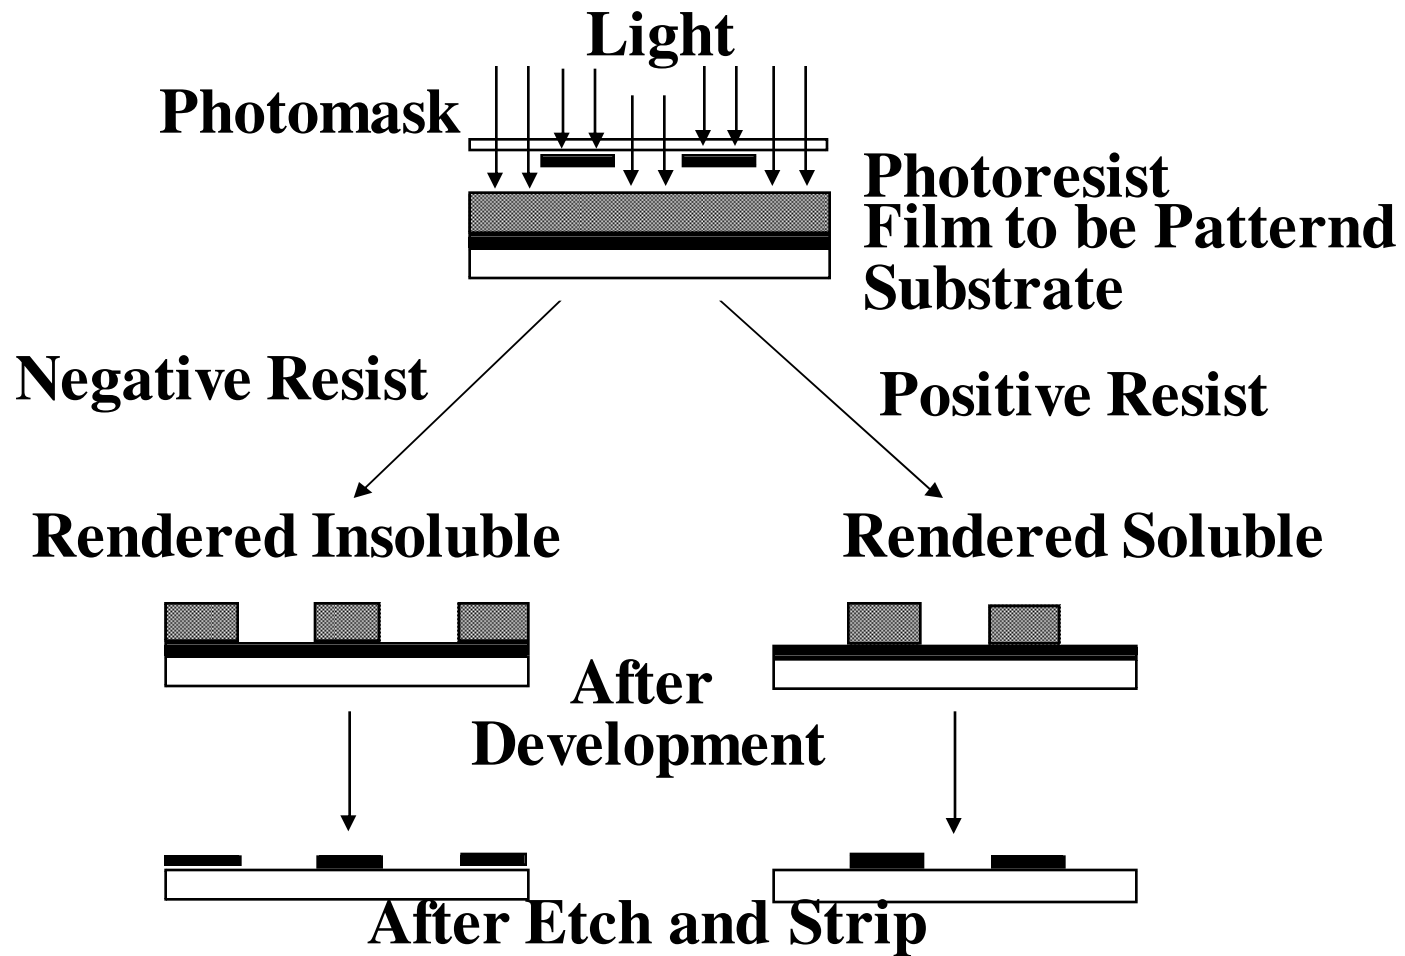 Light
Photomask
Photoresist
Film to be Patternd
Substrate
Negative Resist
Positive Resist
Rendered Insoluble
Rendered Soluble
After
Development
After Etch and Strip